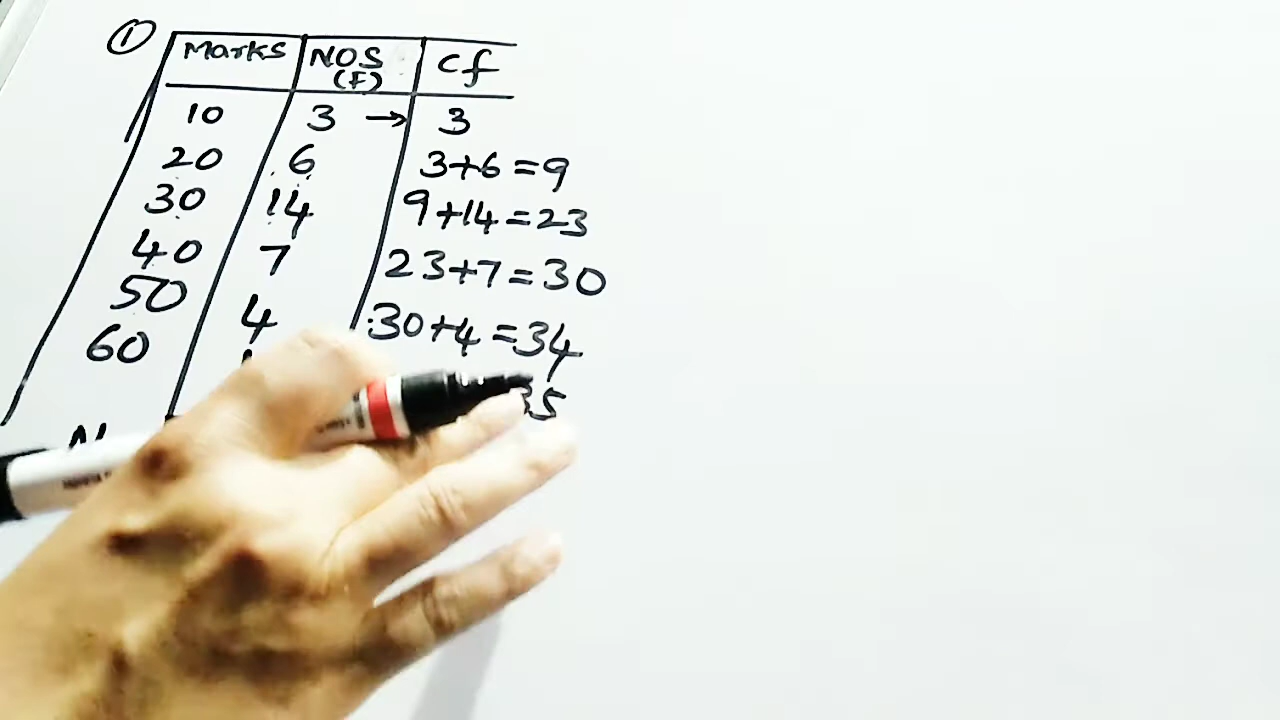 ① Marks NOS cf
(F)
10 3 → 3
20 6 3+6=9
30 14 9+14=23
40 7 23+7=30
50 4 30+4=34
60 35
N